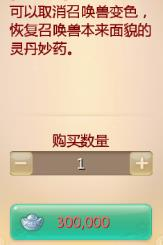 可以取消召唤兽变色，
恢复召唤兽本来面貌的
灵丹妙药。
购买数量
1
300,000